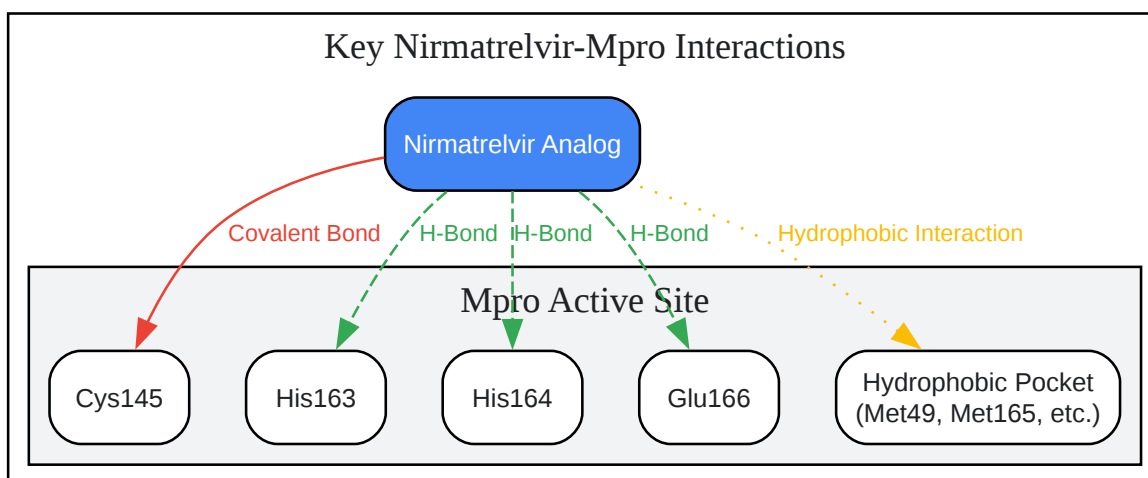 Key Nirmatrelvir-Mpro Interactions
Nirmatrelvir Analog
Covalent Bond
H-Bond
H-Bond
H-Bond
Hydrophobic Interaction
Mpro Active Site
Cys145
His163
His164
Glu166
Hydrophobic Pocket
(Met49, Met165, etc.)